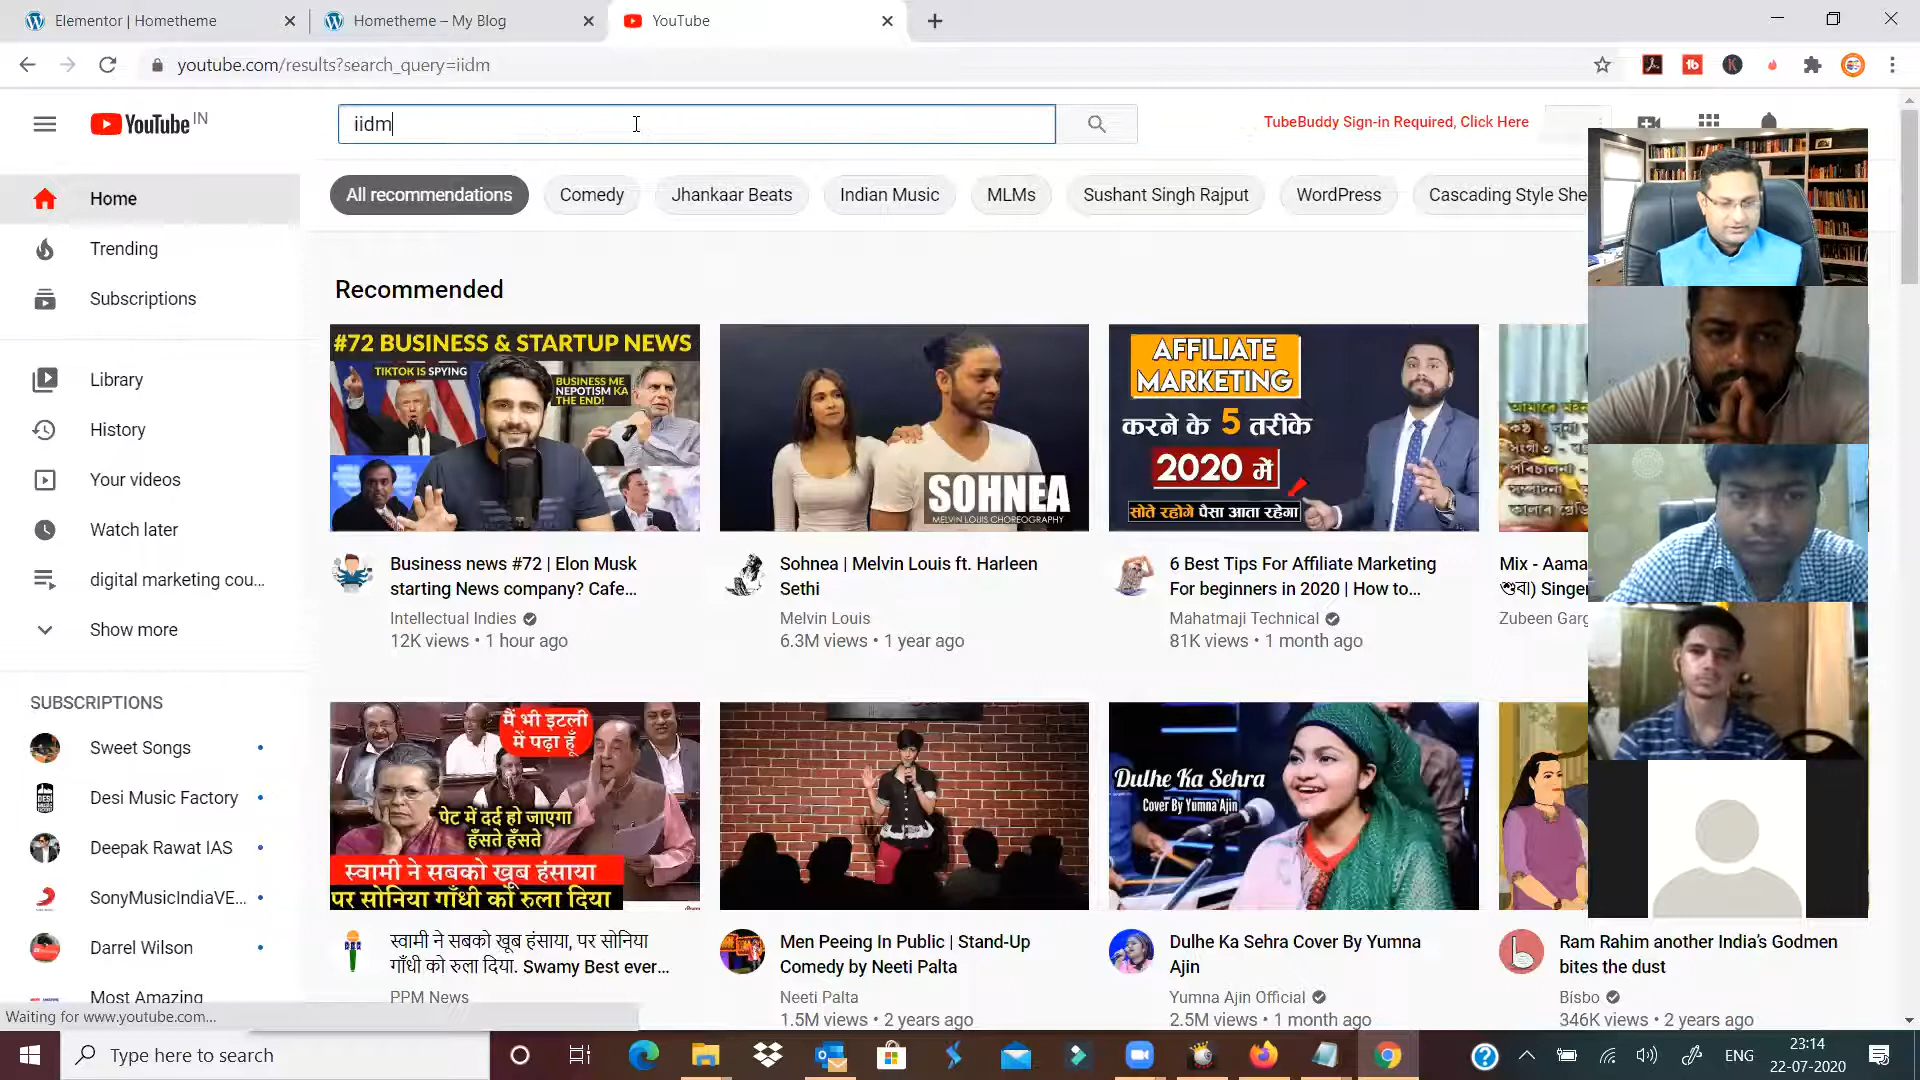 Elementor | Hometheme
Hometheme – My Blog
YouTube
youtube.com/results?search_query=iidm
YouTube IN
iidm
TubeBuddy Sign-in Required, Click Here
All recommendations
Comedy
Jhankaar Beats
Indian Music
MLMs
Sushant Singh Rajput
WordPress
Cascading Style She
Home
Trending
Subscriptions
Library
History
Your videos
Watch later
digital marketing cou...
Show more
SUBSCRIPTIONS
Sweet Songs
Desi Music Factory
Deepak Rawat IAS
SonyMusicIndiaVE...
Darrel Wilson
Most Amazing
Recommended
#72 BUSINESS & STARTUP NEWS
TIKTOK IS SPYING
BUSINESS ME
NEPOTISM KA
THE END!
Business news #72 | Elon Musk
starting News company? Cafe...
Intellectual Indies
12K views • 1 hour ago
SOHNEA
MELVIN LOUIS CHOREOGRAPHY
Sohnea | Melvin Louis ft. Harleen
Sethi
Melvin Louis
6.3M views • 1 year ago
AFFILIATE
MARKETING
करने के 5 तरीके
2020 में
सोते रहोगे पैसा आता रहेगा
6 Best Tips For Affiliate Marketing
For beginners in 2020 | How to...
Mahatmaji Technical
81K views • 1 month ago
Mix - Aama
শুবা) Singer
Zubeen Garg
मैं भी इटली
में पढ़ा हूँ
पेट में दर्द हो जाएगा
हँसते हँसते
स्वामी ने सबको खूब हंसाया
पर सोनिया गाँधी को रुला दिया
स्वामी ने सबको खूब हंसाया, पर सोनिया
गाँधी को रुला दिया. Swamy Best ever...
PPM News
Men Peeing In Public | Stand-Up
Comedy by Neeti Palta
Neeti Palta
1.5M views • 2 years ago
Dulhe Ka Sehra
Cover By Yumna Ajin
Dulhe Ka Sehra Cover By Yumna
Ajin
Yumna Ajin Official
2.5M views • 1 month ago
Ram Rahim another India's Godmen
bites the dust
Bisbo
346K views • 2 years ago
Waiting for www.youtube.com...
Type here to search
ENG
23:14
22-07-2020